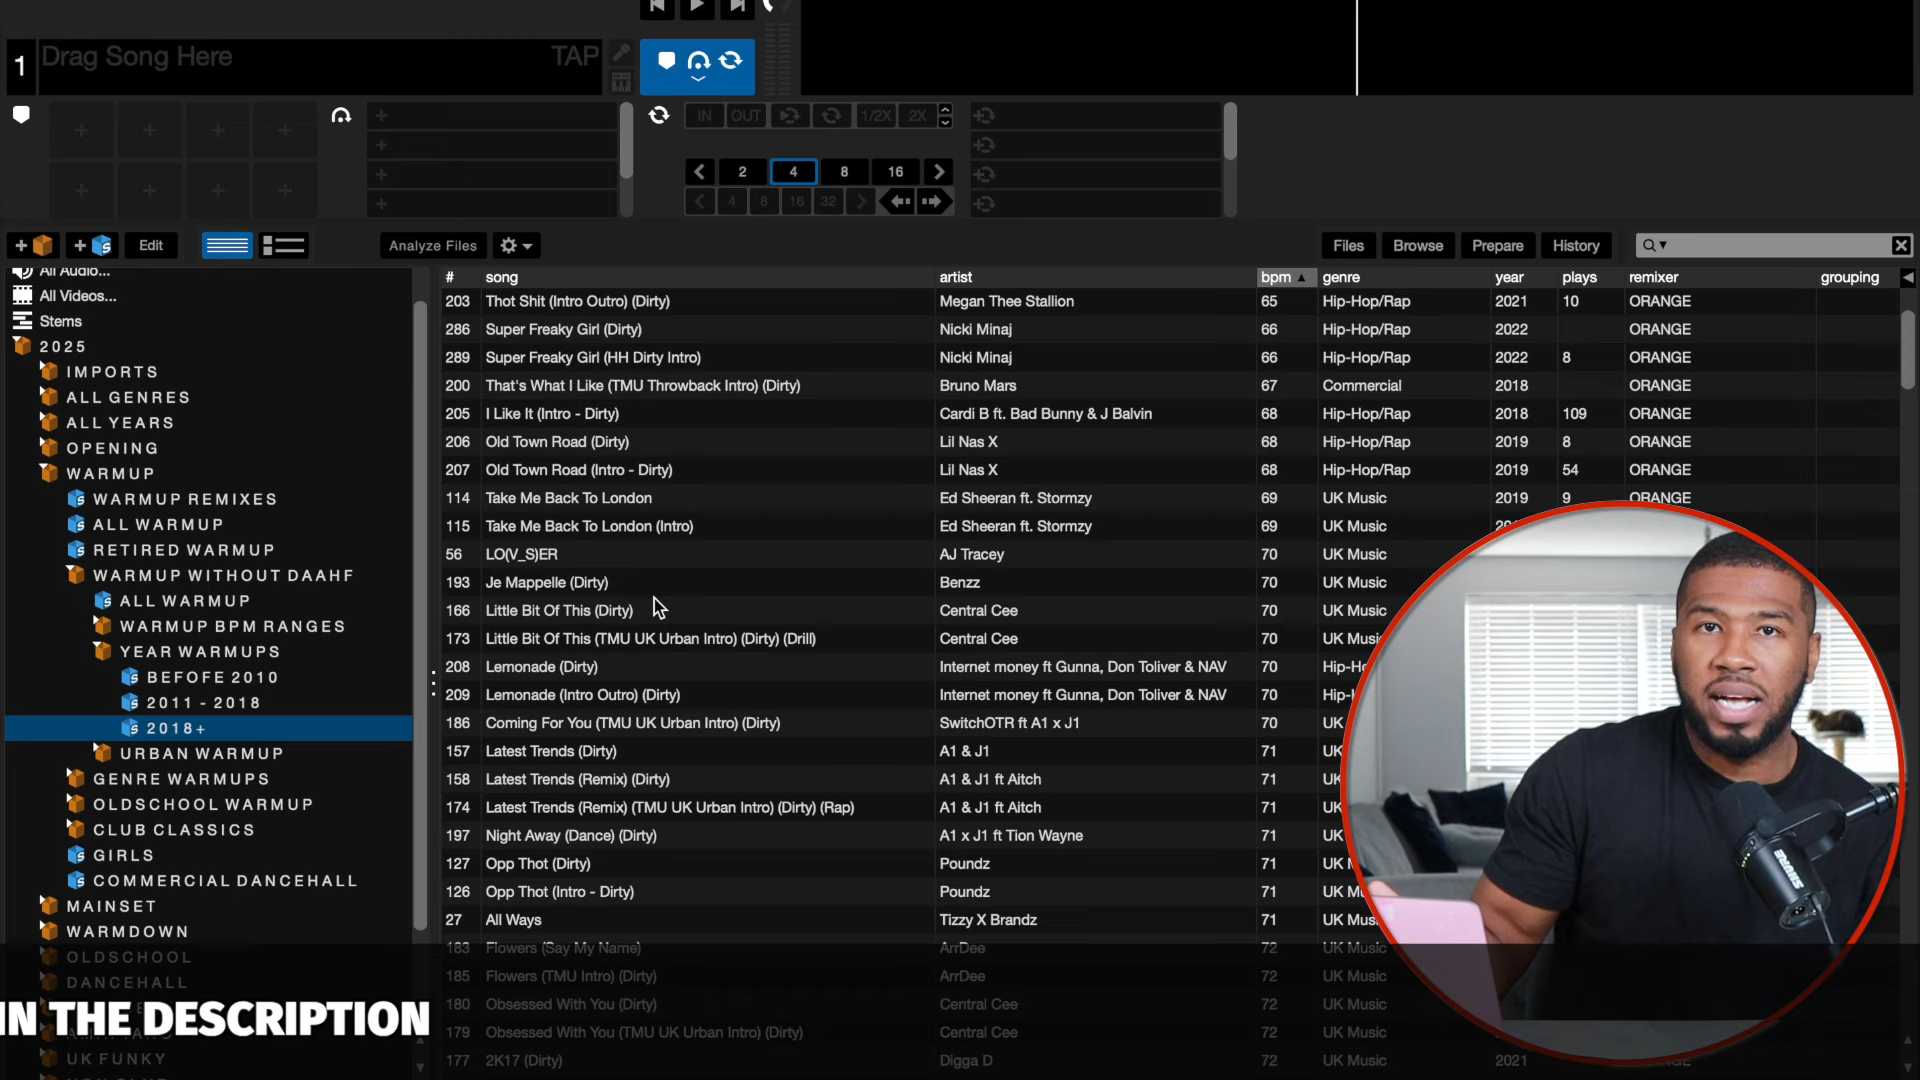 1 Drag Song Here TAP
IN OUT 1/2X 2X
2 4 8 16
4 8 16 32
Edit Analyze Files Files Browse Prepare History
All Audio...
All Videos...
Stems
2025
IMPORTS
ALL GENRES
ALL YEARS
OPENING
WARMUP
WARMUP REMIXES
ALL WARMUP
RETIRED WARMUP
WARMUP WITHOUT DAAHF
ALL WARMUP
WARMUP BPM RANGES
YEAR WARMUPS
BEFOFE 2010
2011 - 2018
2018+
URBAN WARMUP
GENRE WARMUPS
OLDSCHOOL WARMUP
CLUB CLASSICS
GIRLS
COMMERCIAL DANCEHALL
MAINSET
WARMDOWN
OLDSCHOOL
DANCEHALL
UK FUNKY
# song artist bpm genre year plays remixer grouping
203 Thot Shit (Intro Outro) (Dirty) Megan Thee Stallion 65 Hip-Hop/Rap 2021 10 ORANGE
286 Super Freaky Girl (Dirty) Nicki Minaj 66 Hip-Hop/Rap 2022 ORANGE
289 Super Freaky Girl (HH Dirty Intro) Nicki Minaj 66 Hip-Hop/Rap 2022 8 ORANGE
200 That's What I Like (TMU Throwback Intro) (Dirty) Bruno Mars 67 Commercial 2018 ORANGE
205 I Like It (Intro - Dirty) Cardi B ft. Bad Bunny & J Balvin 68 Hip-Hop/Rap 2018 109 ORANGE
206 Old Town Road (Dirty) Lil Nas X 68 Hip-Hop/Rap 2019 8 ORANGE
207 Old Town Road (Intro - Dirty) Lil Nas X 68 Hip-Hop/Rap 2019 54 ORANGE
114 Take Me Back To London Ed Sheeran ft. Stormzy 69 UK Music 2019 9 ORANGE
115 Take Me Back To London (Intro) Ed Sheeran ft. Stormzy 69 UK Music
56 LO(V_S)ER AJ Tracey 70 UK Music
193 Je Mappelle (Dirty) Benzz 70 UK Music
166 Little Bit Of This (Dirty) Central Cee 70 UK Music
173 Little Bit Of This (TMU UK Urban Intro) (Dirty) (Drill) Central Cee 70 UK Musi
208 Lemonade (Dirty) Internet money ft Gunna, Don Toliver & NAV 70 Hip-Ho
209 Lemonade (Intro Outro) (Dirty) Internet money ft Gunna, Don Toliver & NAV 70 Hip-
186 Coming For You (TMU UK Urban Intro) (Dirty) SwitchOTR ft A1 x J1 70 UK
157 Latest Trends (Dirty) A1 & J1 71 UK
158 Latest Trends (Remix) (Dirty) A1 & J1 ft Aitch 71 UK
174 Latest Trends (Remix) (TMU UK Urban Intro) (Dirty) (Rap) A1 & J1 ft Aitch 71 UK
197 Night Away (Dance) (Dirty) A1 x J1 ft Tion Wayne 71 UK
127 Opp Thot (Dirty) Poundz 71 UK
126 Opp Thot (Intro - Dirty) Poundz 71 UK M
27 All Ways Tizzy X Brandz 71 UK Mus
183 Flowers (Say My Name) ArrDee 72 UK Music
185 Flowers (TMU Intro) (Dirty) ArrDee 72 UK Music
180 Obsessed With You (Dirty) Central Cee 72 UK Music
179 Obsessed With You (TMU UK Urban Intro) (Dirty) Central Cee 72 UK Music
177 2K17 (Dirty) Digga D 72 UK Music 2021
SHURE
IN THE DESCRIPTION